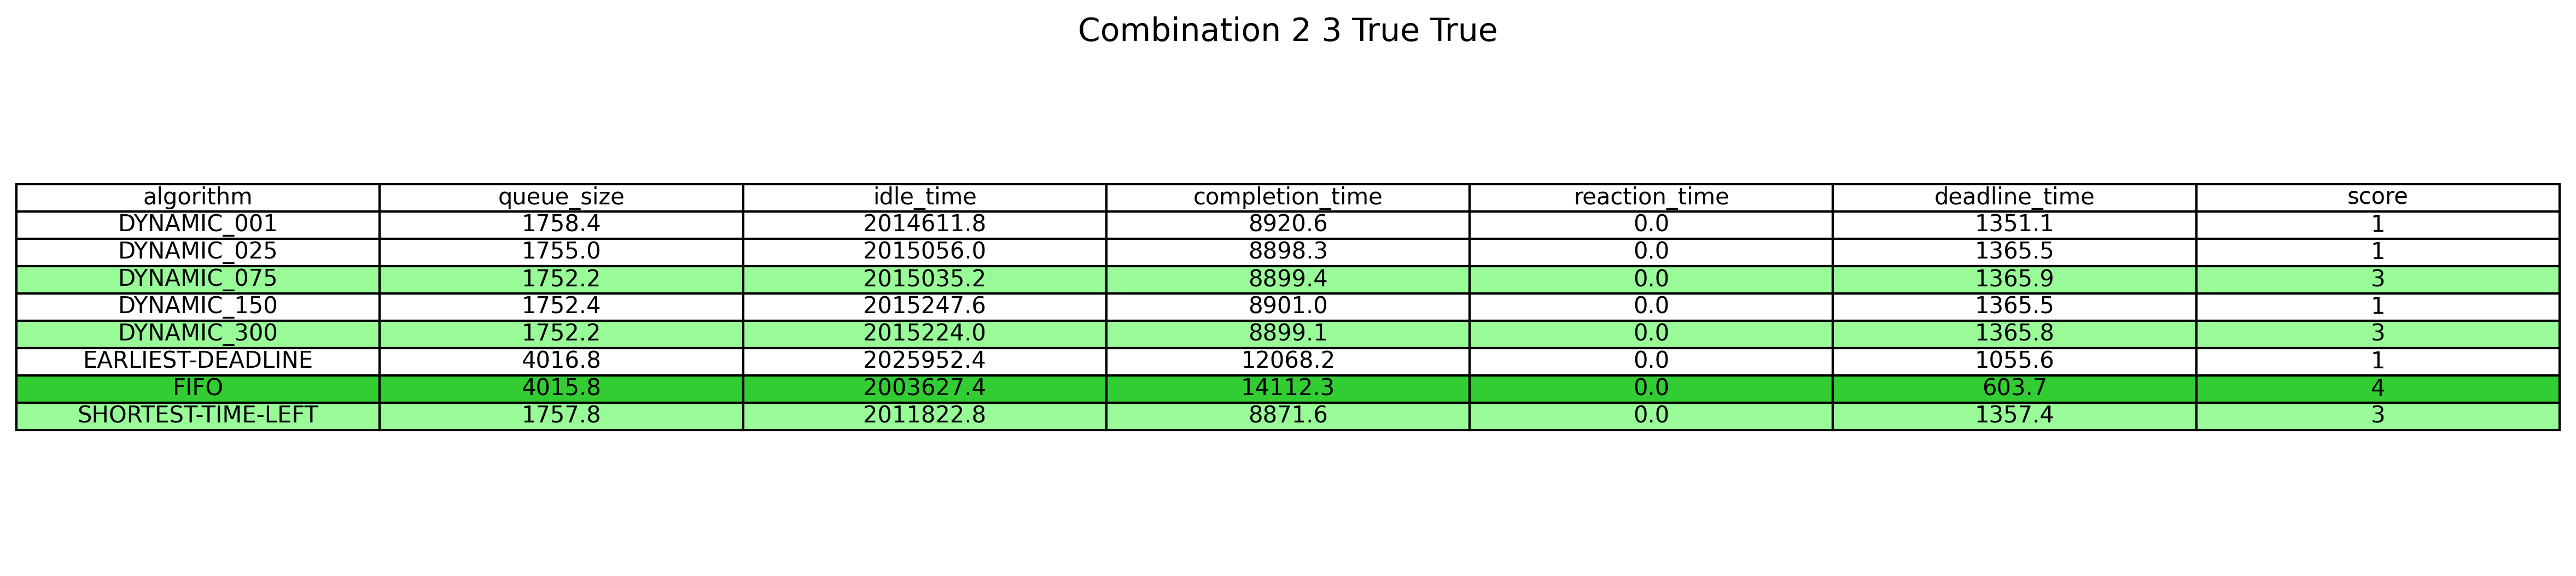 Combination 2 3 True True
algorithm queue_size idle_time completion_time reaction_time deadline_time score
DYNAMIC_001 1758.4 2014611.8 8920.6 0.0 1351.1 1
DYNAMIC_025 1755.0 2015056.0 8898.3 0.0 1365.5 1
DYNAMIC_075 1752.2 2015035.2 8899.4 0.0 1365.9 3
DYNAMIC_150 1752.4 2015247.6 8901.0 0.0 1365.5 1
DYNAMIC_300 1752.2 2015224.0 8899.1 0.0 1365.8 3
EARLIEST-DEADLINE 4016.8 2025952.4 12068.2 0.0 1055.6 1
FIFO 4015.8 2003627.4 14112.3 0.0 603.7 4
SHORTEST-TIME-LEFT 1757.8 2011822.8 8871.6 0.0 1357.4 3